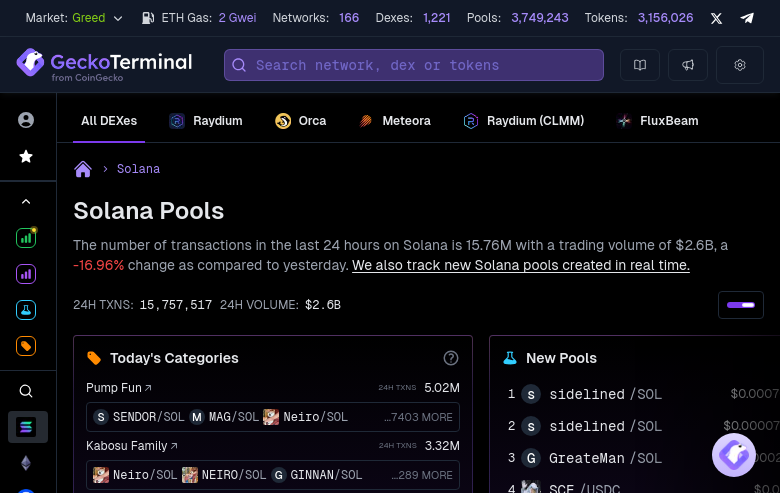 Market: Greed ETH Gas: 2 Gwei Networks: 166 Dexes: 1,221 Pools: 3,749,243 Tokens: 3,156,026
GeckoTerminal
from CoinGecko
Search network, dex or tokens
All DEXes Raydium Orca Meteora Raydium (CLMM) FluxBeam
Solana
Solana Pools
The number of transactions in the last 24 hours on Solana is 15.76M with a trading volume of $2.6B, a
-16.96% change as compared to yesterday. We also track new Solana pools created in real time.
24H TXNS: 15,757,517 24H VOLUME: $2.6B
Today's Categories
Pump Fun 24H TXNS 5.02M
S SENDOR/SOL M MAG/SOL Neiro/SOL ...7403 MORE
Kabosu Family 24H TXNS 3.32M
Neiro/SOL NEIRO/SOL G GINNAN/SOL ...289 MORE
New Pools
1 S sidelined/SOL $0.0007
2 S sidelined/SOL $0.00007
3 G GreateMan/SOL
4 SCF/USDC $0.0